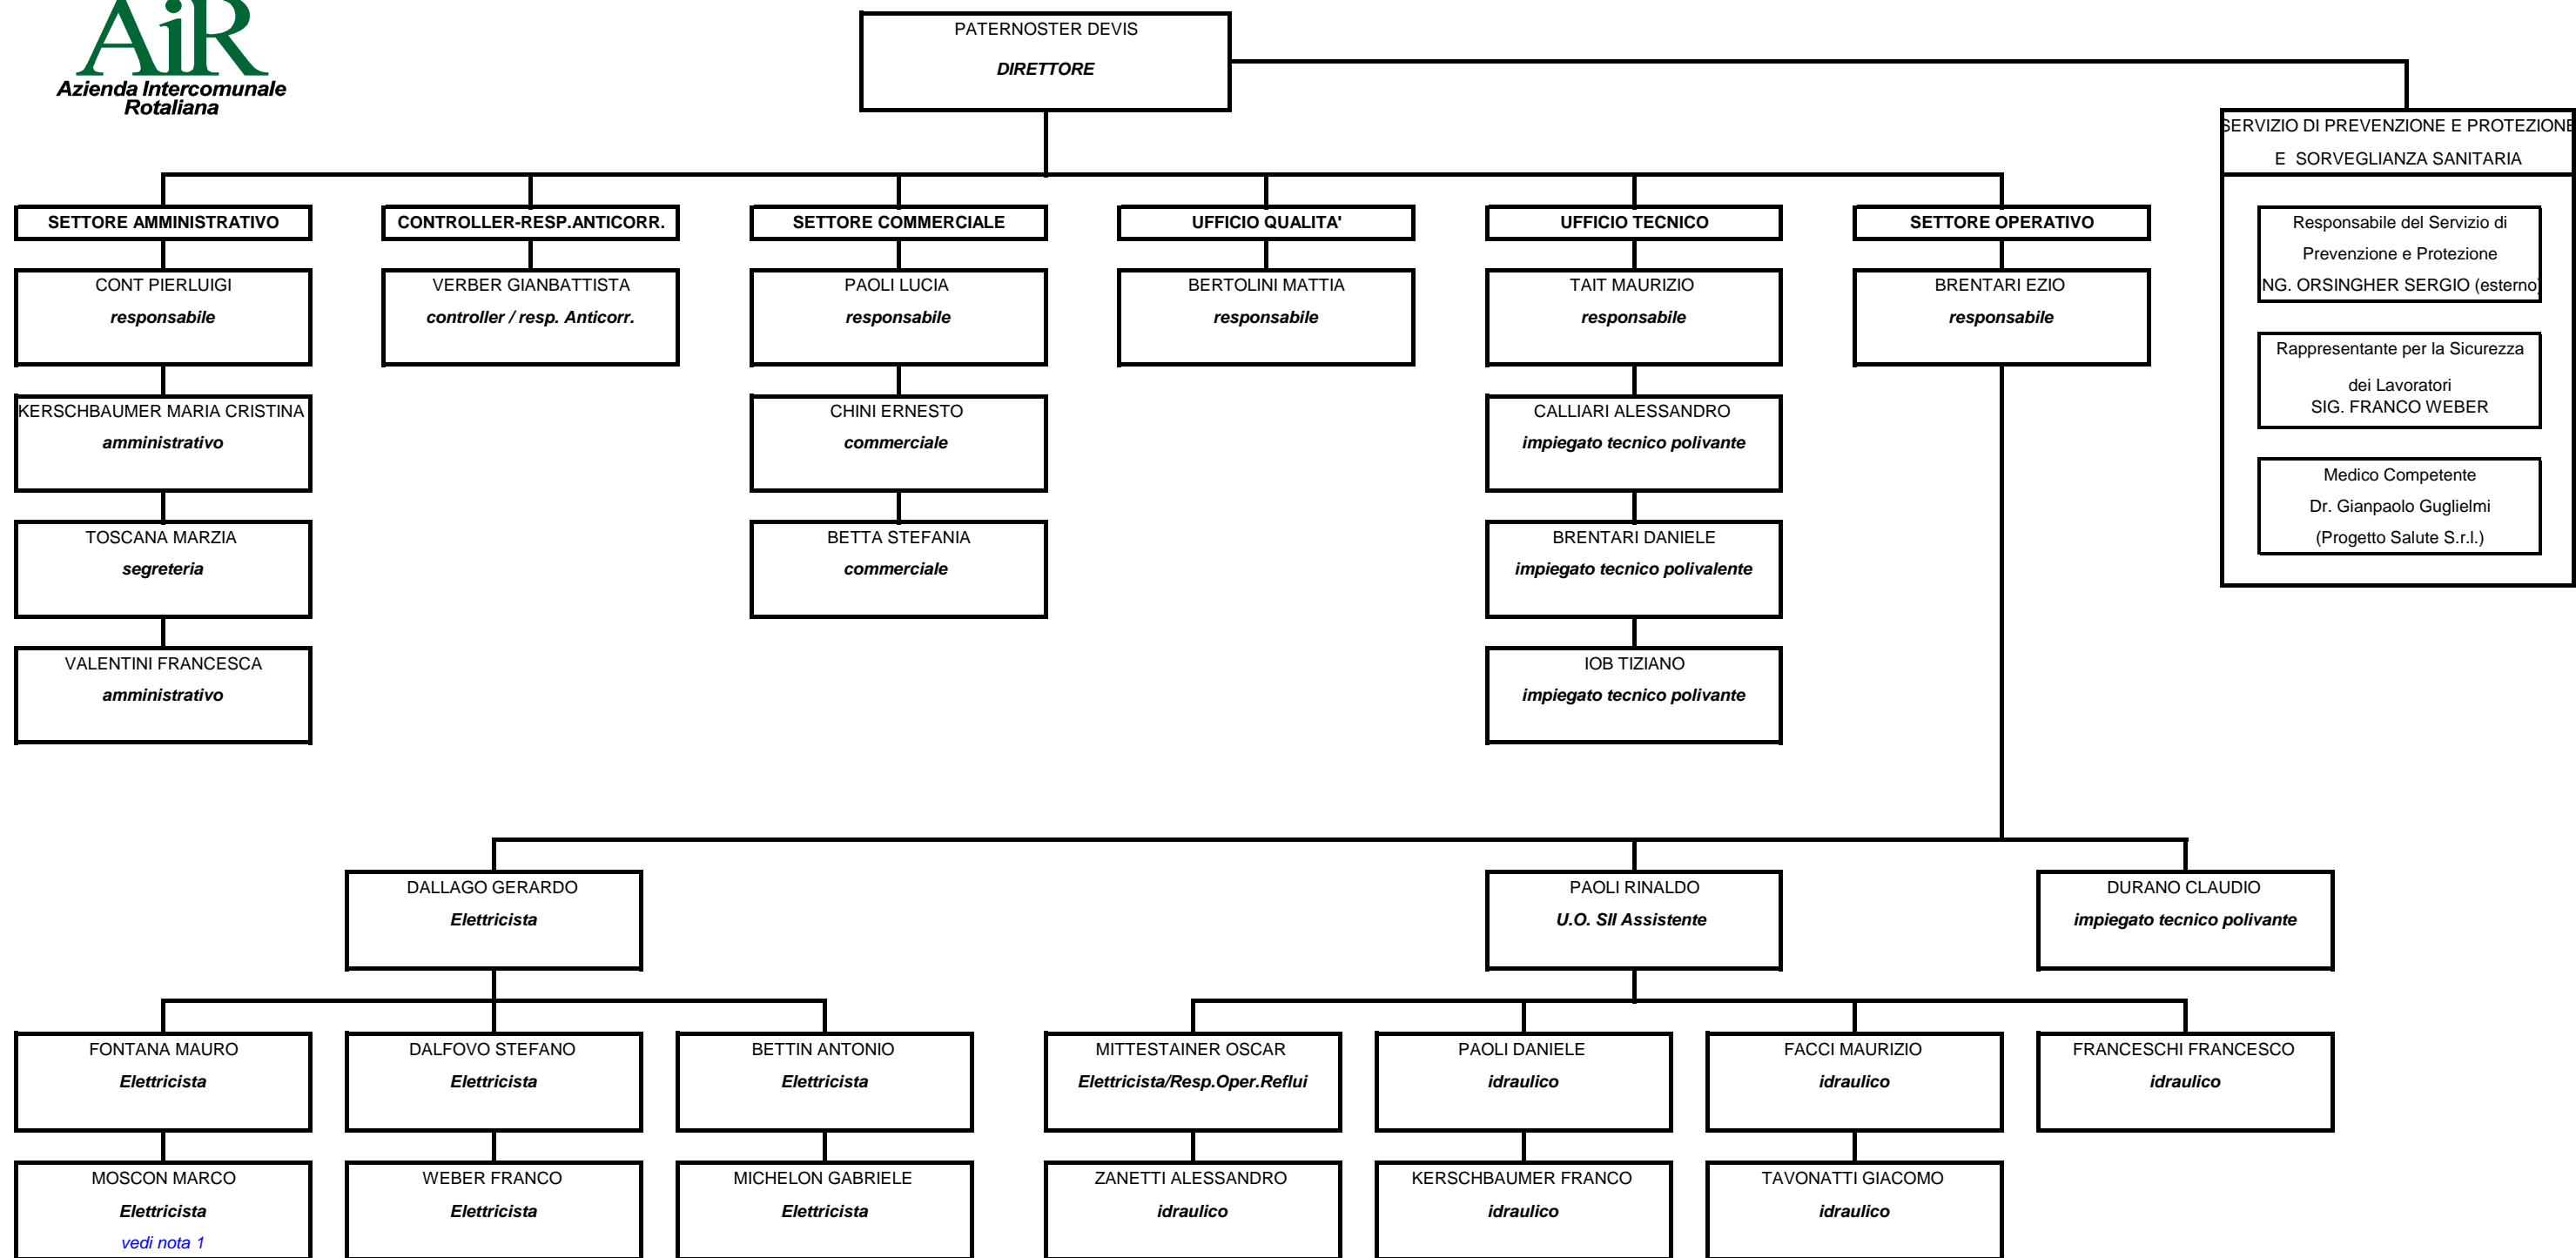 AiR
Azienda Intercomunale
Rotaliana
PATERNOSTER DEVIS
DIRETTORE
SERVIZIO DI PREVENZIONE E PROTEZIONE
E SORVEGLIANZA SANITARIA
Responsabile del Servizio di
Prevenzione e Protezione
NG. ORSINGHER SERGIO (esterno)
Rappresentante per la Sicurezza
dei Lavoratori
SIG. FRANCO WEBER
Medico Competente
Dr. Gianpaolo Guglielmi
(Progetto Salute S.r.l.)
SETTORE AMMINISTRATIVO
CONT PIERLUIGI
responsabile
KERSCHBAUMER MARIA CRISTINA
amministrativo
TOSCANA MARZIA
segreteria
VALENTINI FRANCESCA
amministrativo
CONTROLLER-RESP.ANTICORR.
VERBER GIANBATTISTA
controller / resp. Anticorr.
SETTORE COMMERCIALE
PAOLI LUCIA
responsabile
CHINI ERNESTO
commerciale
BETTA STEFANIA
commerciale
UFFICIO QUALITA'
BERTOLINI MATTIA
responsabile
UFFICIO TECNICO
TAIT MAURIZIO
responsabile
CALLIARI ALESSANDRO
impiegato tecnico polivante
BRENTARI DANIELE
impiegato tecnico polivalente
IOB TIZIANO
impiegato tecnico polivante
SETTORE OPERATIVO
BRENTARI EZIO
responsabile
DALLAGO GERARDO
Elettricista
PAOLI RINALDO
U.O. SII Assistente
DURANO CLAUDIO
impiegato tecnico polivante
FONTANA MAURO
Elettricista
DALFOVO STEFANO
Elettricista
BETTIN ANTONIO
Elettricista
MITTESTAINER OSCAR
Elettricista/Resp.Oper.Reflui
PAOLI DANIELE
idraulico
FACCI MAURIZIO
idraulico
FRANCESCHI FRANCESCO
idraulico
MOSCON MARCO
Elettricista
vedi nota 1
WEBER FRANCO
Elettricista
MICHELON GABRIELE
Elettricista
ZANETTI ALESSANDRO
idraulico
KERSCHBAUMER FRANCO
idraulico
TAVONATTI GIACOMO
idraulico